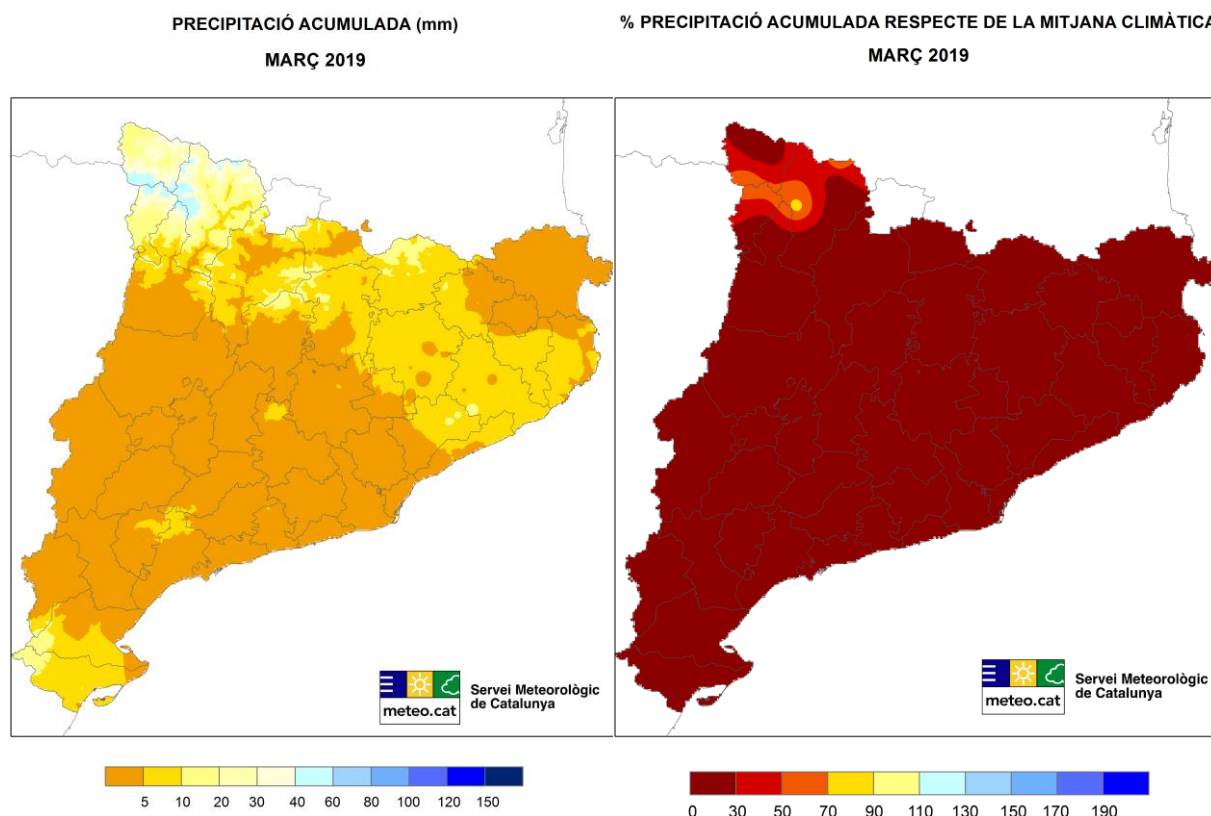 PRECIPITACIÓ ACUMULADA (mm)
MARÇ 2019
% PRECIPITACIÓ ACUMULADA RESPECTE DE LA MITJANA CLIMÀTICA
MARÇ 2019
meteo.cat
Servei Meteorològic
de Catalunya
meteo.cat
Servei Meteorològic
de Catalunya
5 10 20 30 40 60 80 100 120 150
0 30 50 70 90 110 130 150 170 190